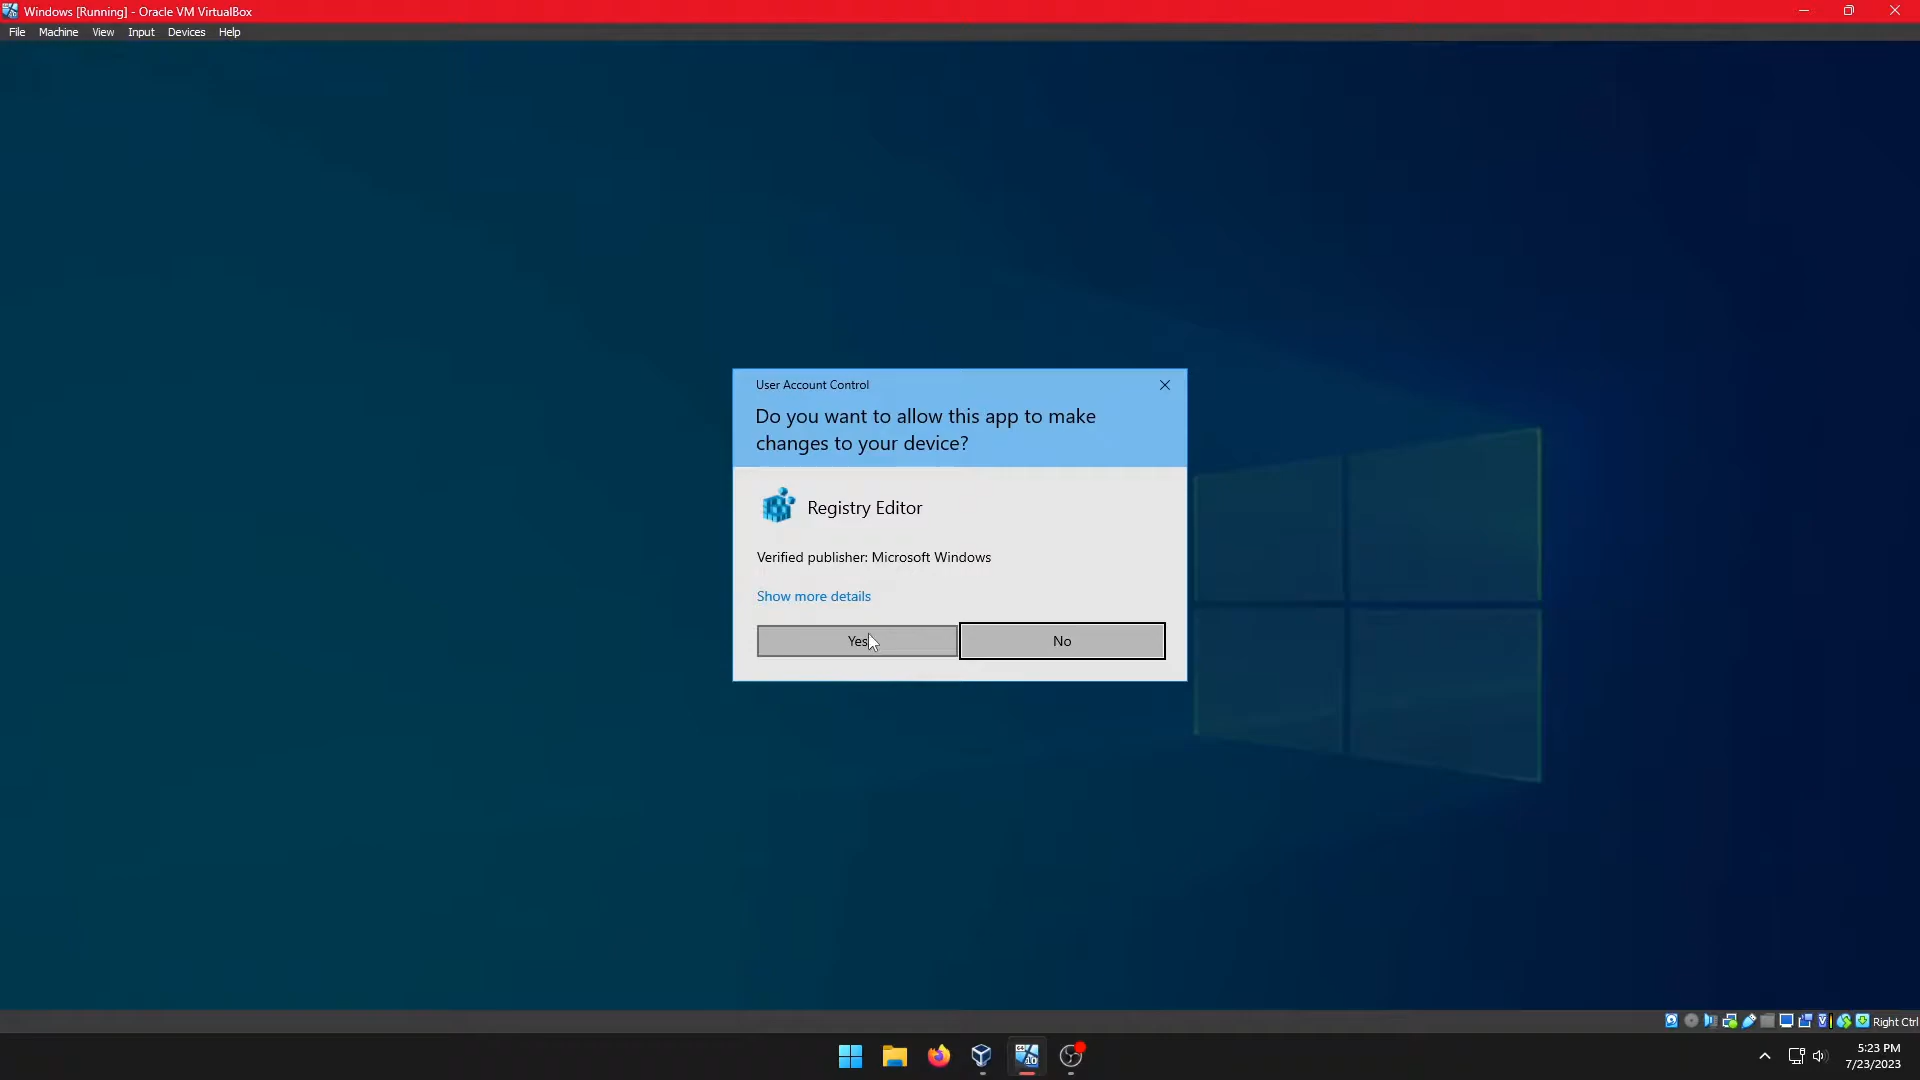 Windows [Running] - Oracle VM VirtualBox
File Machine View Input Devices Help
User Account Control
Do you want to allow this app to make
changes to your device?
Registry Editor
Verified publisher: Microsoft Windows
Show more details
Yes No
Right Ctrl
5:23 PM
7/23/2023